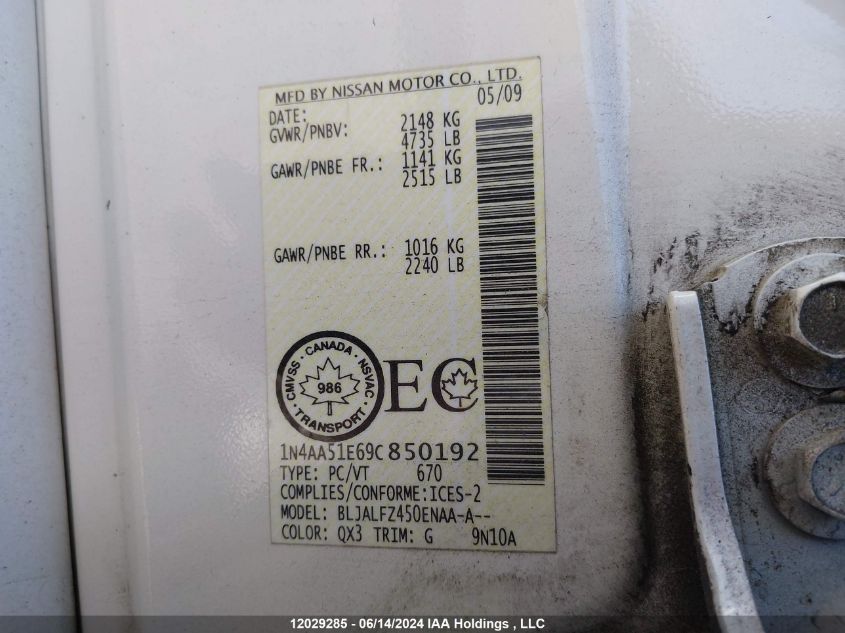 MFD BY NISSAN MOTOR CO., LTD.
DATE: 05/09
GVWR/PNBV: 2148 KG
4735 LB
GAWR/PNBE FR.: 1141 KG
2515 LB
GAWR/PNBE RR.: 1016 KG
2240 LB
CMVSS · CANADA · NSVAC
986
· TRANSPORT ·
EC
1N4AA51E69C850192
TYPE: PC/VT 670
COMPLIES/CONFORME:ICES-2
MODEL: BLJALFZ450ENAA-A--
COLOR: QX3 TRIM: G 9N10A
12029285 - 06/14/2024 IAA Holdings , LLC